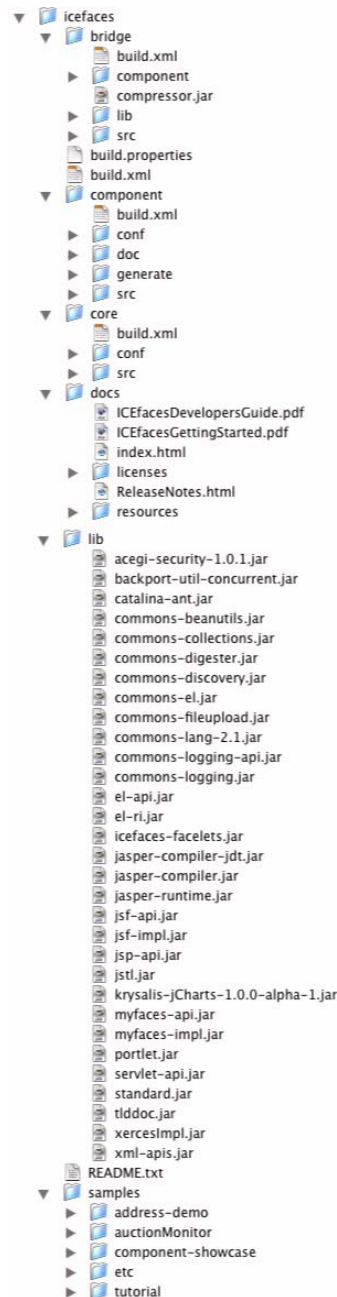 icefaces
bridge
build.xml
component
compressor.jar
lib
src
build.properties
build.xml
component
build.xml
conf
doc
generate
src
core
build.xml
conf
src
docs
ICEfacesDevelopersGuide.pdf
ICEfacesGettingStarted.pdf
index.html
licenses
ReleaseNotes.html
resources
lib
acegi-security-1.0.1.jar
backport-util-concurrent.jar
catalina-ant.jar
commons-beanutils.jar
commons-collections.jar
commons-digester.jar
commons-discovery.jar
commons-el.jar
commons-fileupload.jar
commons-lang-2.1.jar
commons-logging-api.jar
commons-logging.jar
el-api.jar
el-ri.jar
icefaces-facelets.jar
jasper-compiler-jdt.jar
jasper-compiler.jar
jasper-runtime.jar
jsf-api.jar
jsf-impl.jar
jsp-api.jar
jstl.jar
krysalis-jCharts-1.0.0-alpha-1.jar
myfaces-api.jar
myfaces-impl.jar
portlet.jar
servlet-api.jar
standard.jar
tlddoc.jar
xercesImpl.jar
xml-apis.jar
README.txt
samples
address-demo
auctionMonitor
component-showcase
etc
tutorial